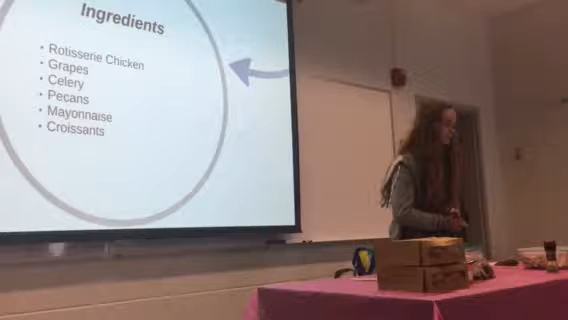 Ingredients
• Rotisserie Chicken
• Grapes
• Celery
• Pecans
• Mayonnaise
• Croissants